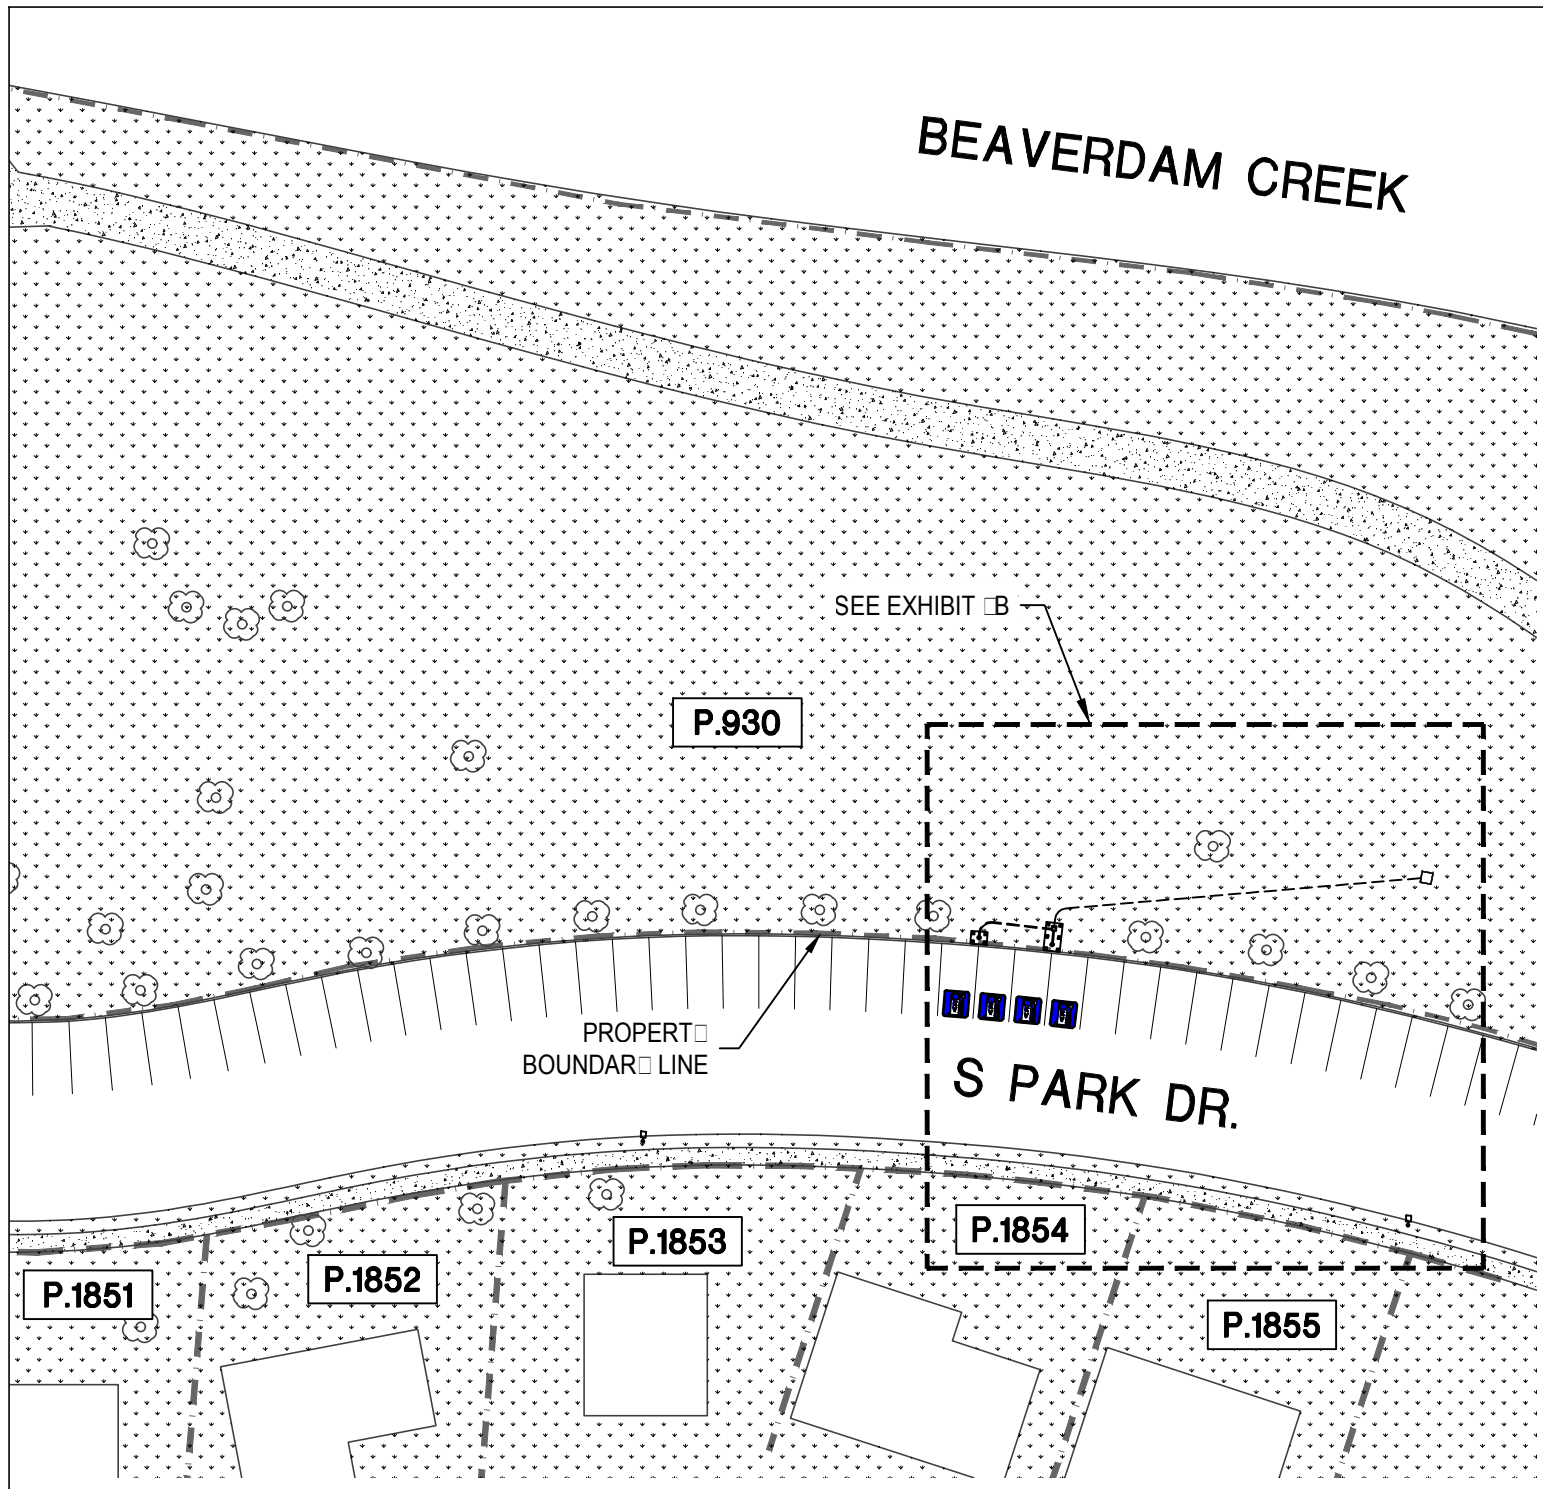 BEAVERDAM CREEK
SEE EXHIBIT □B
P.930
PROPERT□
BOUNDAR□ LINE
S PARK DR.
P.1851
P.1852
P.1853
P.1854
P.1855